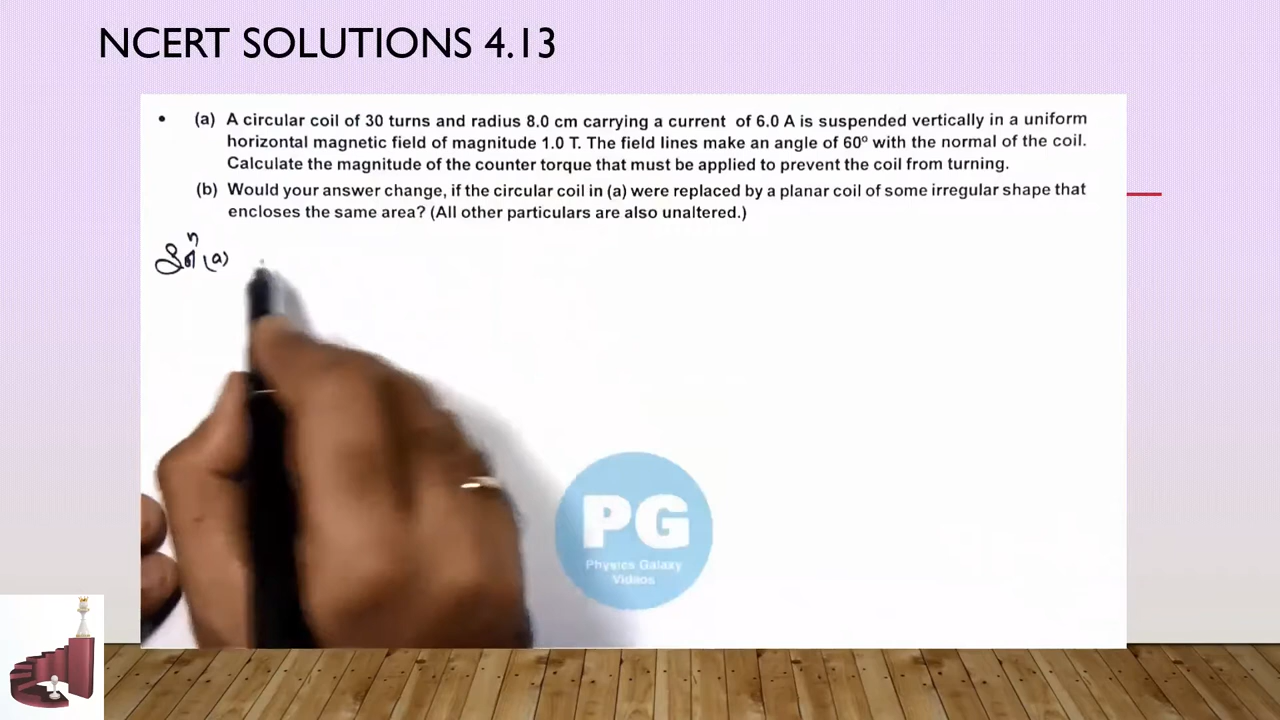 NCERT SOLUTIONS 4.13
• (a) A circular coil of 30 turns and radius 8.0 cm carrying a current of 6.0 A is suspended vertically in a uniform
horizontal magnetic field of magnitude 1.0 T. The field lines make an angle of 60º with the normal of the coil.
Calculate the magnitude of the counter torque that must be applied to prevent the coil from turning.
(b) Would your answer change, if the circular coil in (a) were replaced by a planar coil of some irregular shape that
encloses the same area? (All other particulars are also unaltered.)
Solⁿ (a)
PG
Physics Galaxy
Videos